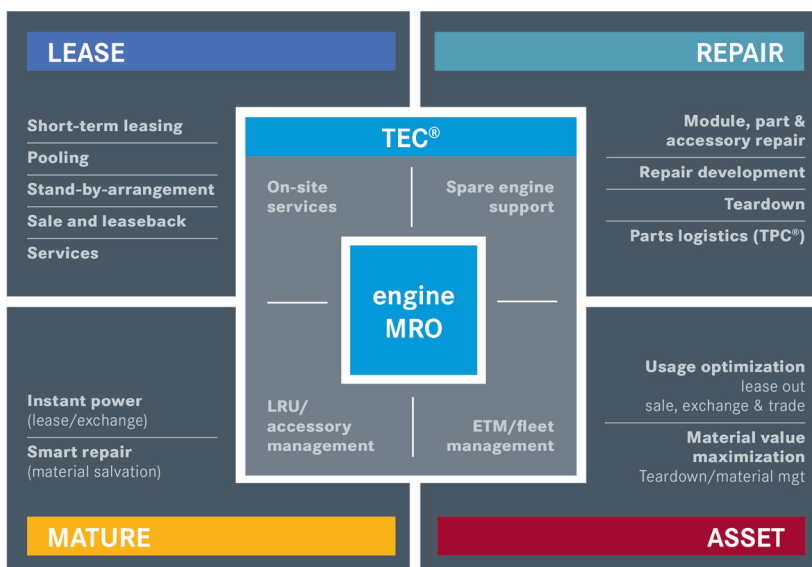 LEASE
Short-term leasing
Pooling
Stand-by-arrangement
Sale and leaseback
Services
REPAIR
Module, part &
accessory repair
Repair development
Teardown
Parts logistics (TPC®)
TEC®
On-site
services
Spare engine
support
engine
MRO
LRU/
accessory
management
ETM/fleet
management
Instant power
(lease/exchange)
Smart repair
(material salvation)
MATURE
Usage optimization
lease out
sale, exchange & trade
Material value
maximization
Teardown/material mgt
ASSET